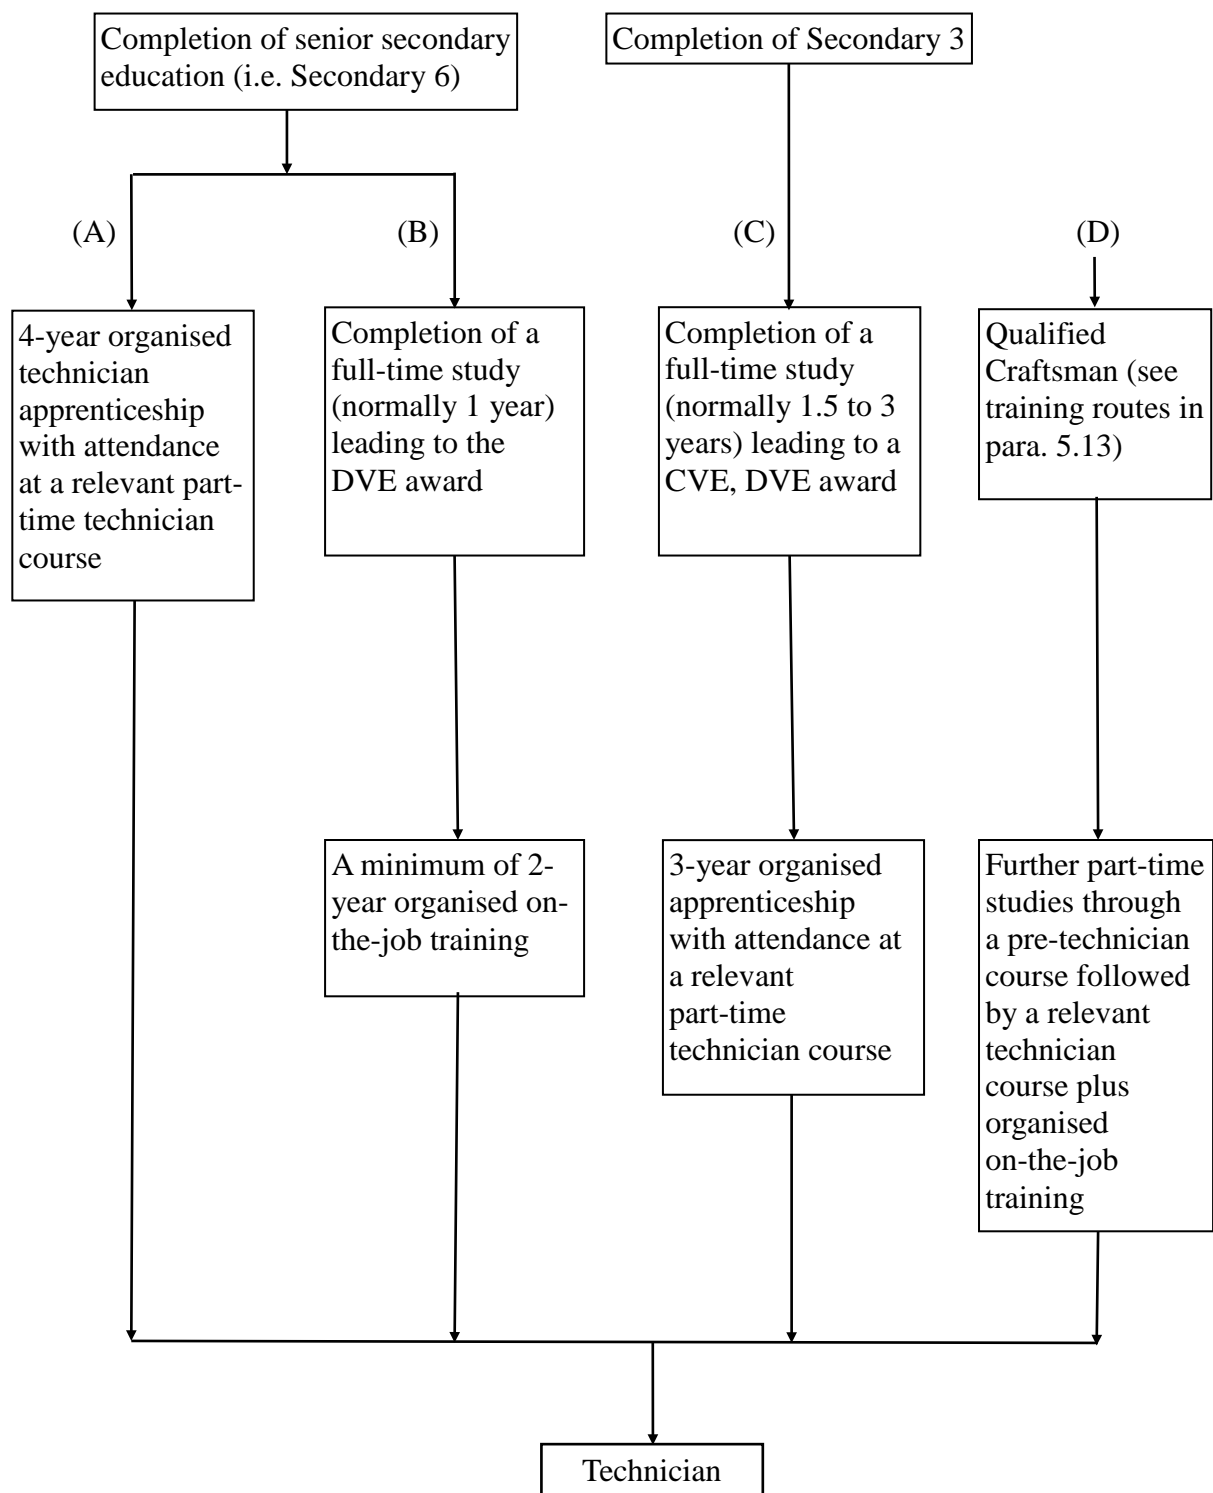 Completion of senior secondary
education (i.e. Secondary 6)
Completion of Secondary 3
(A)
(B)
(C)
(D)
4-year organised
technician
apprenticeship
with attendance
at a relevant part-
time technician
course
Completion of a
full-time study
(normally 1 year)
leading to the
DVE award
Completion of a
full-time study
(normally 1.5 to 3
years) leading to a
CVE, DVE award
Qualified
Craftsman (see
training routes in
para. 5.13)
A minimum of 2-
year organised on-
the-job training
3-year organised
apprenticeship
with attendance at
a relevant
part-time
technician course
Further part-time
studies through
a pre-technician
course followed
by a relevant
technician
course plus
organised
on-the-job
training
Technician